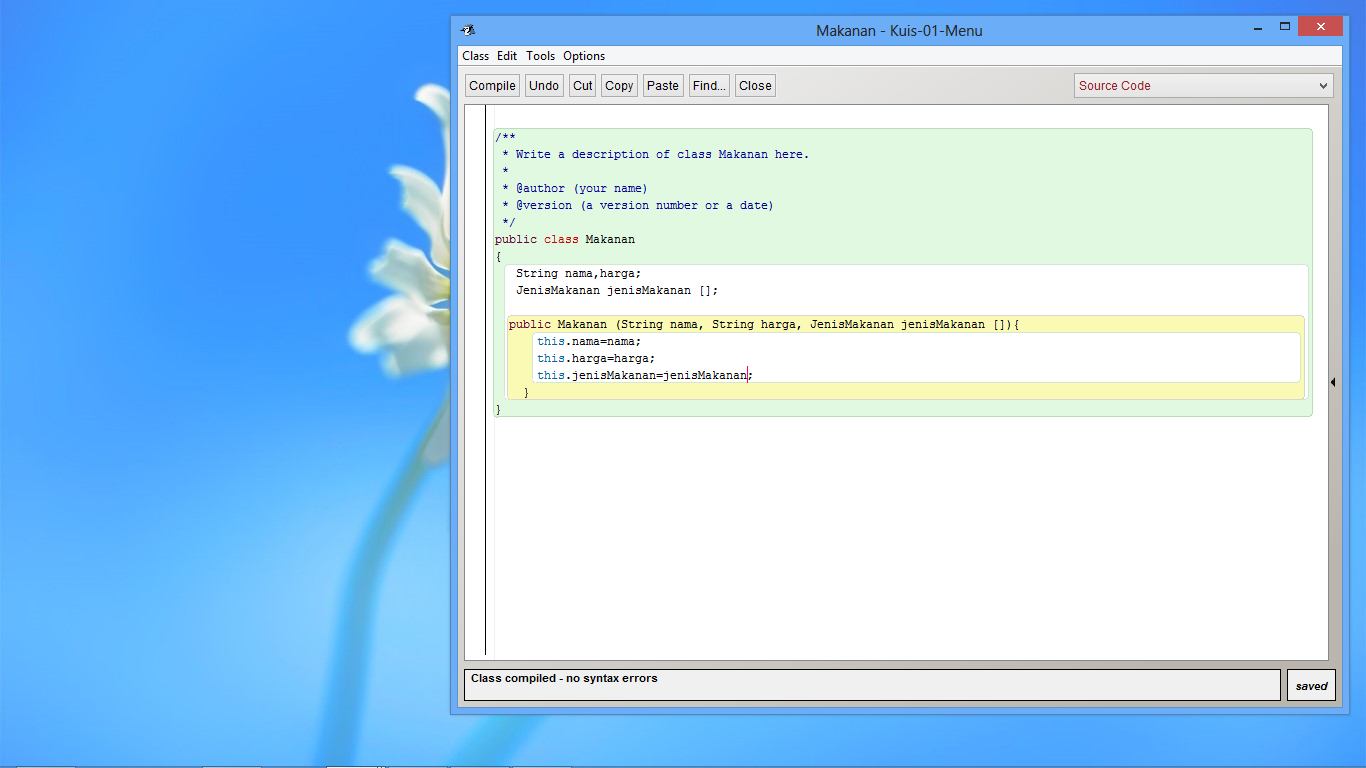 Makanan - Kuis-01-Menu
Class Edit Tools Options
Compile Undo Cut Copy Paste Find... Close Source Code
/**
 * Write a description of class Makanan here.
 *
 * @author (your name)
 * @version (a version number or a date)
 */
public class Makanan
{
String nama,harga;
JenisMakanan jenisMakanan [];
public Makanan (String nama, String harga, JenisMakanan jenisMakanan []){
this.nama=nama;
this.harga=harga;
this.jenisMakanan=jenisMakanan;
}
}
Class compiled - no syntax errors
saved